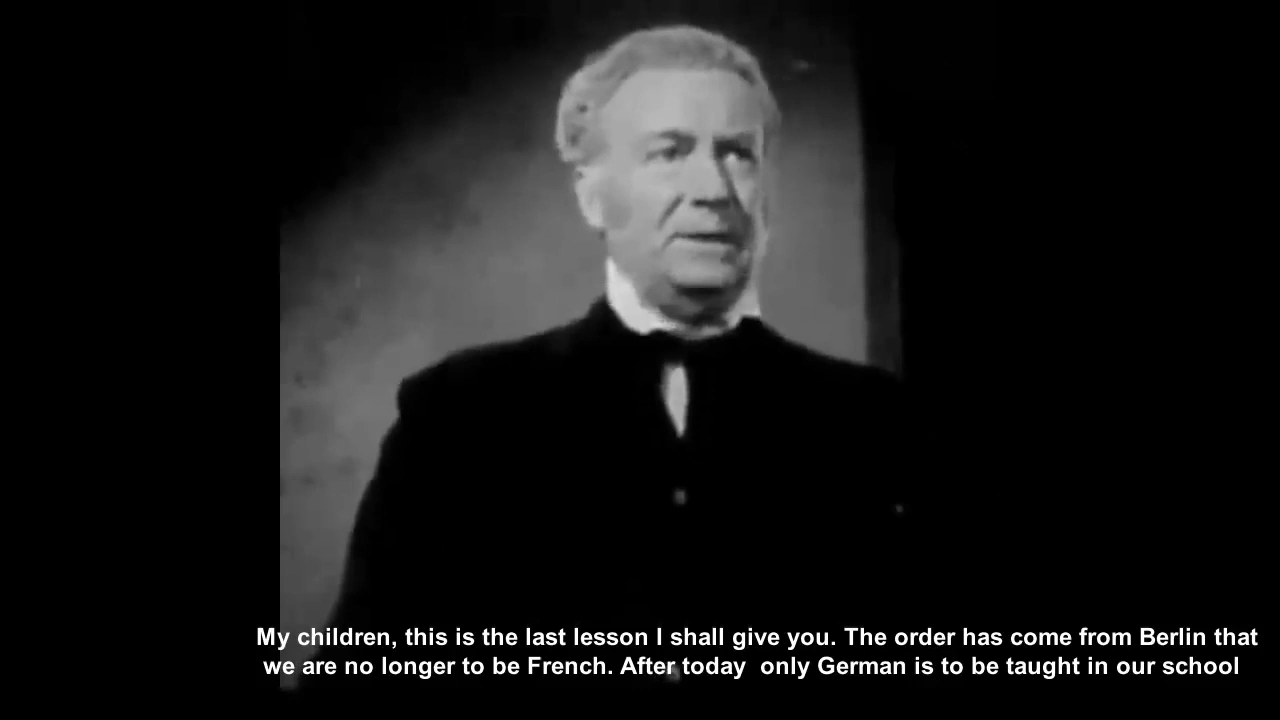 My children, this is the last lesson I shall give you. The order has come from Berlin that
we are no longer to be French. After today  only German is to be taught in our school